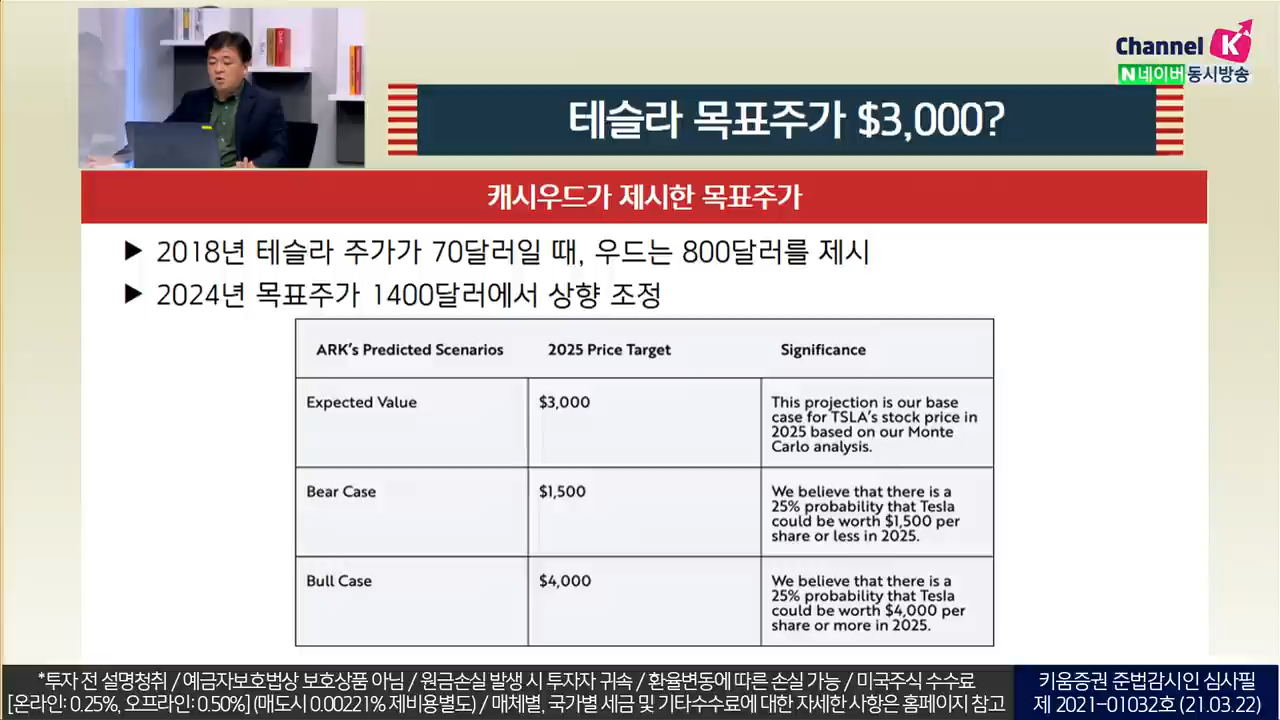 Channel K
N네이버 동시방송
테슬라 목표주가 $3,000?
캐시우드가 제시한 목표주가
▶ 2018년 테슬라 주가가 70달러일 때, 우드는 800달러를 제시
▶ 2024년 목표주가 1400달러에서 상향 조정
ARK's Predicted Scenarios 2025 Price Target Significance
Expected Value $3,000 This projection is our base
case for TSLA's stock price in
2025 based on our Monte
Carlo analysis.
Bear Case $1,500 We believe that there is a
25% probability that Tesla
could be worth $1,500 per
share or less in 2025.
Bull Case $4,000 We believe that there is a
25% probability that Tesla
could be worth $4,000 per
share or more in 2025.
*투자 전 설명청취 / 예금자보호법상 보호상품 아님 / 원금손실 발생 시 투자자 귀속 / 환율변동에 따른 손실 가능 / 미국주식 수수료
[온라인: 0.25%, 오프라인: 0.50%] (매도시 0.00221% 제비용별도) / 매체별, 국가별 세금 및 기타수수료에 대한 자세한 사항은 홈페이지 참고
키움증권 준법감시인 심사필
제 2021-01032호 (21.03.22)